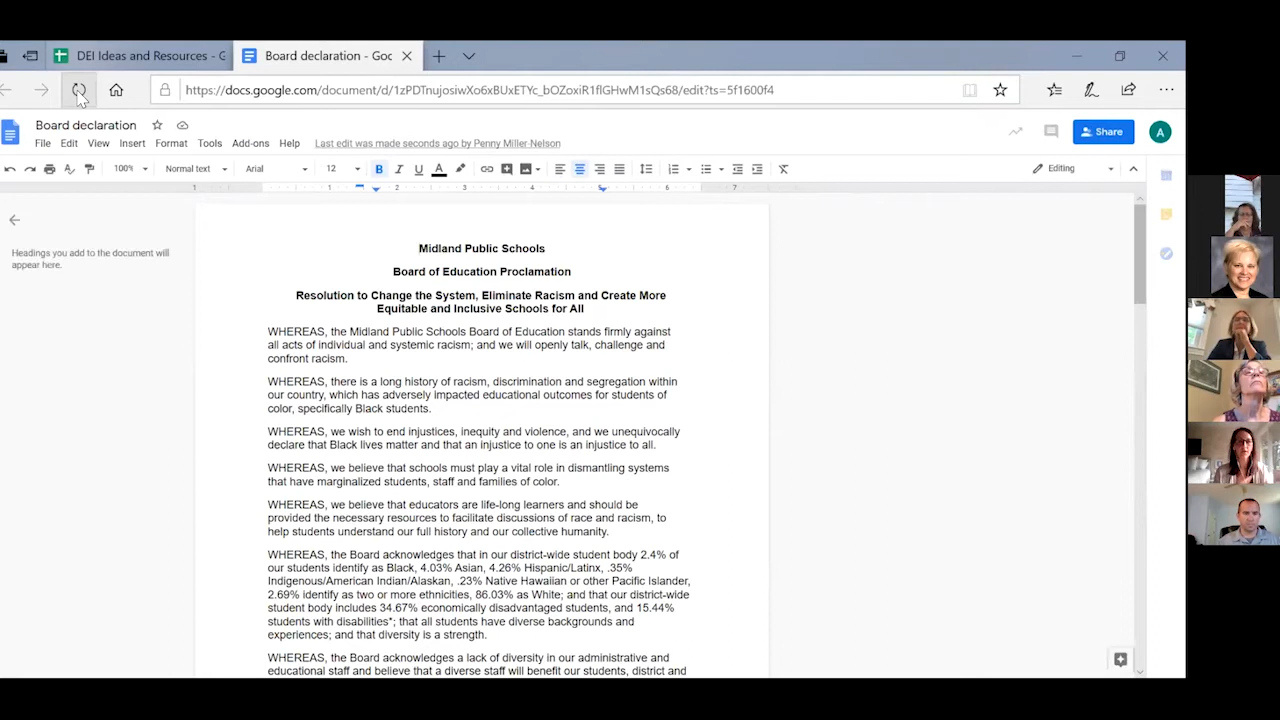 DEI Ideas and Resources - G
Board declaration - Goc
https://docs.google.com/document/d/1zPDTnujosiwXo6xBUxETYc_bOZoxiR1flGHwM1sQs68/edit?ts=5f1600f4
Board declaration
Share
A
File Edit View Insert Format Tools Add-ons Help Last edit was made seconds ago by Penny Miller-Nelson
100% Normal text Arial 12 B I U A Editing
1 1 2 3 4 5 6 7
Headings you add to the document will
appear here.
Midland Public Schools
Board of Education Proclamation
Resolution to Change the System, Eliminate Racism and Create More
Equitable and Inclusive Schools for All
WHEREAS, the Midland Public Schools Board of Education stands firmly against
all acts of individual and systemic racism; and we will openly talk, challenge and
confront racism.
WHEREAS, there is a long history of racism, discrimination and segregation within
our country, which has adversely impacted educational outcomes for students of
color, specifically Black students.
WHEREAS, we wish to end injustices, inequity and violence, and we unequivocally
declare that Black lives matter and that an injustice to one is an injustice to all.
WHEREAS, we believe that schools must play a vital role in dismantling systems
that have marginalized students, staff and families of color.
WHEREAS, we believe that educators are life-long learners and should be
provided the necessary resources to facilitate discussions of race and racism, to
help students understand our full history and our collective humanity.
WHEREAS, the Board acknowledges that in our district-wide student body 2.4% of
our students identify as Black, 4.03% Asian, 4.26% Hispanic/Latinx, .35%
Indigenous/American Indian/Alaskan, .23% Native Hawaiian or other Pacific Islander,
2.69% identify as two or more ethnicities, 86.03% as White; and that our district-wide
student body includes 34.67% economically disadvantaged students, and 15.44%
students with disabilities*; that all students have diverse backgrounds and
experiences; and that diversity is a strength.
WHEREAS, the Board acknowledges a lack of diversity in our administrative and
educational staff and believe that a diverse staff will benefit our students, district and